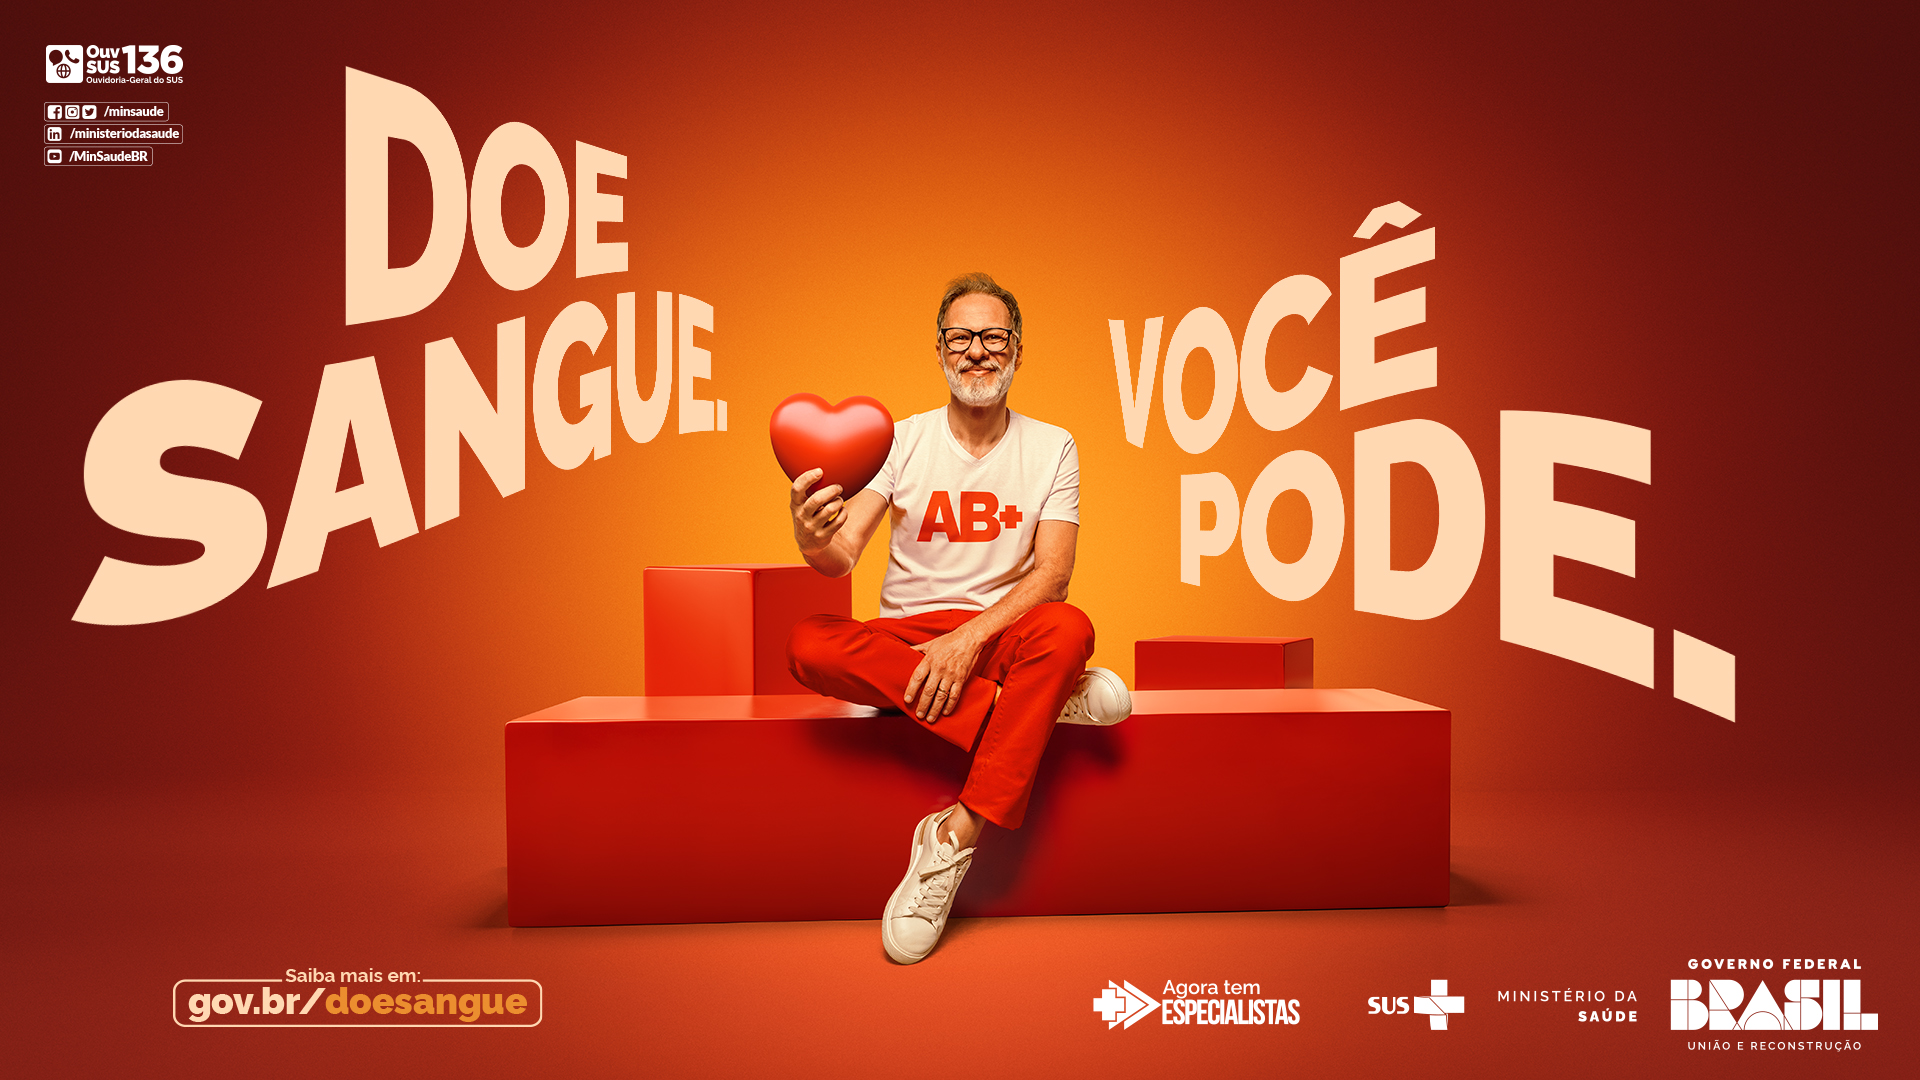 Ouv
SUS 136
Ouvidoria-Geral do SUS
/minsaude
/ministeriodasaude
/MinSaudeBR
DOE
SANGUE.
VOCÊ
PODE.
AB+
Saiba mais em:
gov.br/doesangue
Agora tem
ESPECIALISTAS
SUS
MINISTÉRIO DA
SAÚDE
GOVERNO FEDERAL
BRASIL
UNIÃO E RECONSTRUÇÃO